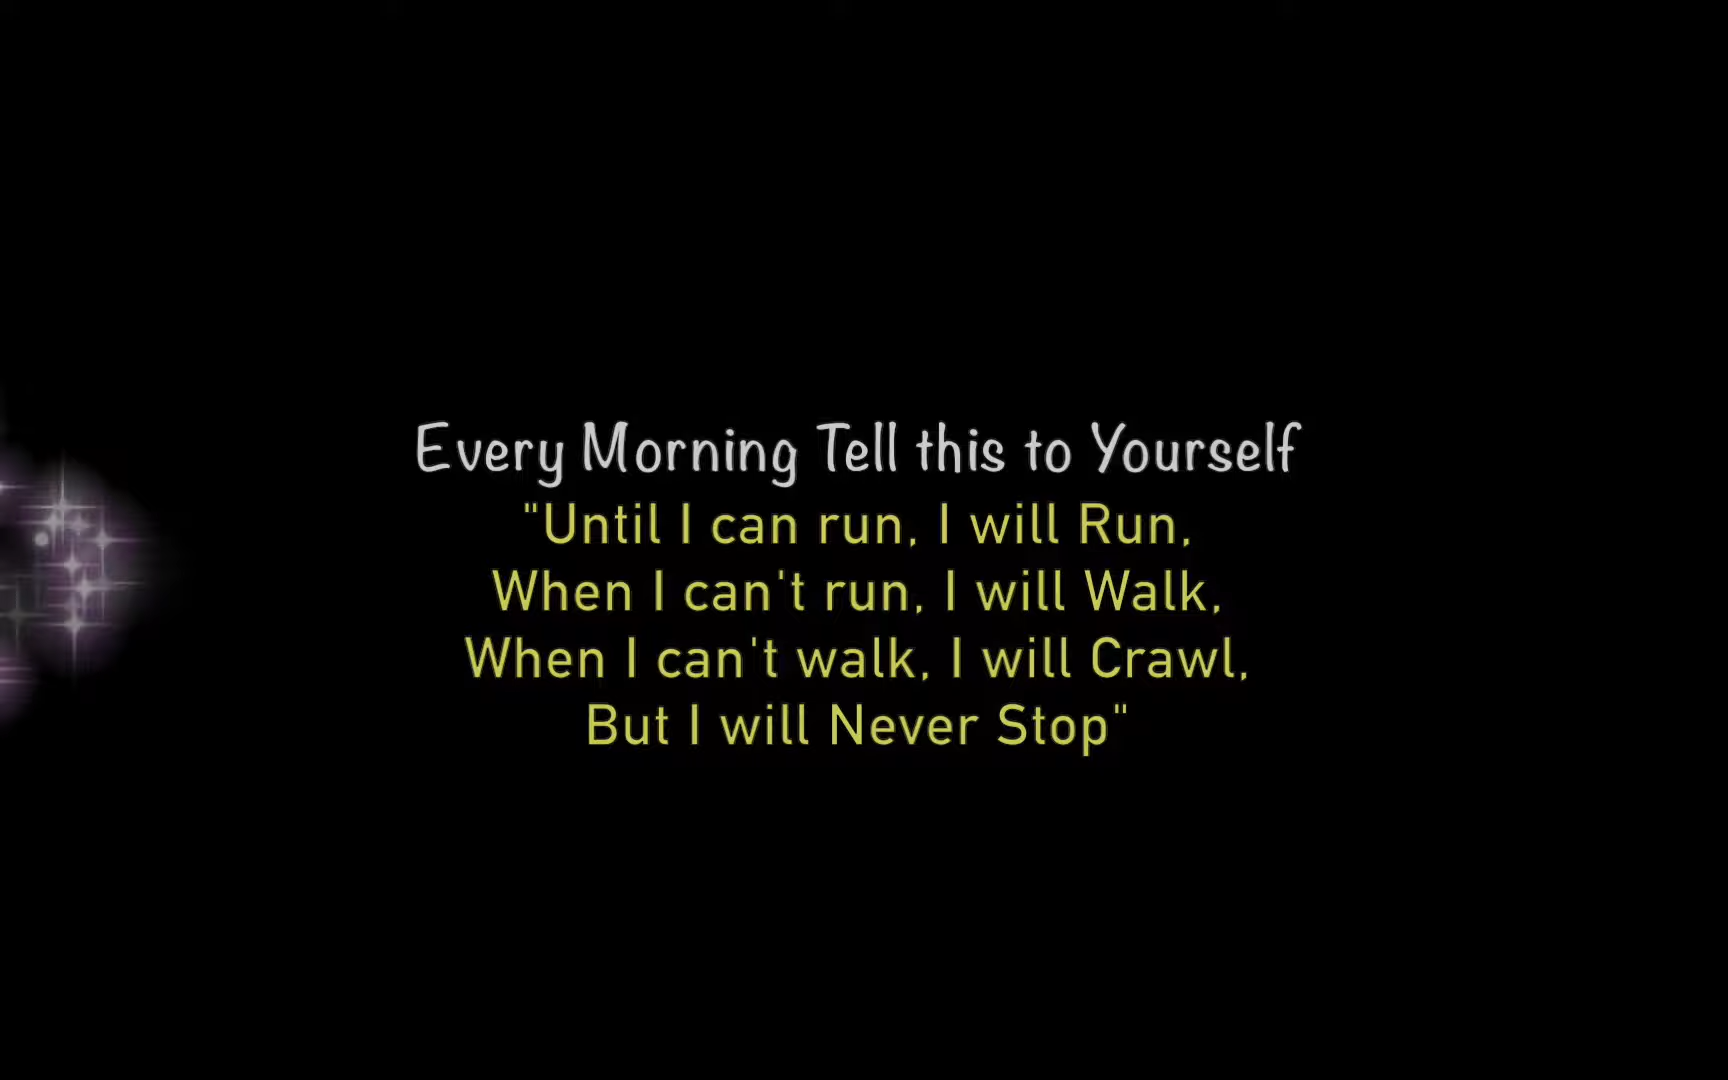 Every Morning Tell this to Yourself
"Until I can run, I will Run,
When I can't run, I will Walk,
When I can't walk, I will Crawl,
But I will Never Stop"